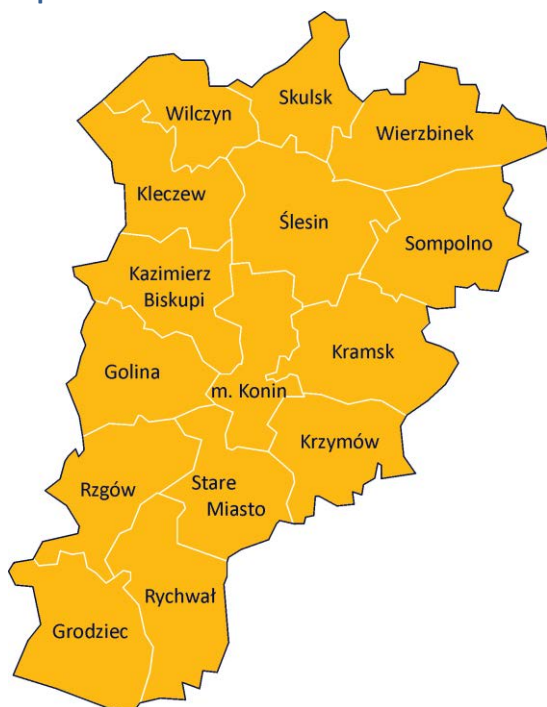 Skulsk
Wilczyn
Wierzbinek
Kleczew
Ślesin
Sompolno
Kazimierz
Biskupi
Kramsk
Golina
m. Konin
Krzymów
Stare
Miasto
Rzgów
Rychwał
Grodziec